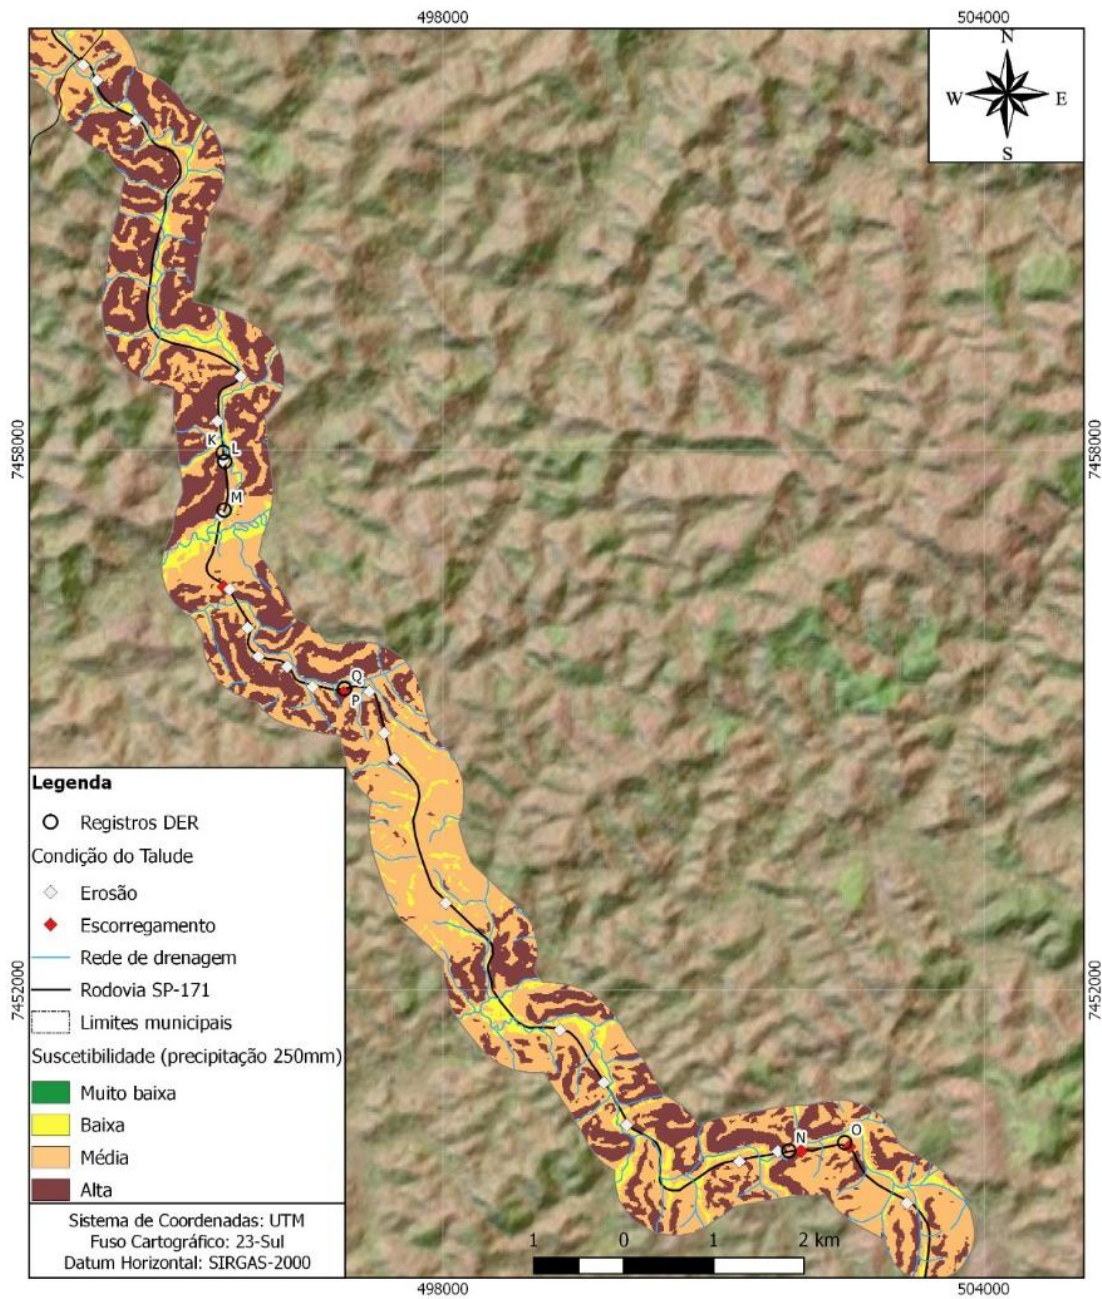 498000
504000
N
W
E
S
7458000
7458000
K
L
M
Q
P
Legenda
Registros DER
Condição do Talude
Erosão
Escorregamento
Rede de drenagem
Rodovia SP-171
Limites municipais
Suscetibilidade (precipitação 250mm)
Muito baixa
Baixa
Média
Alta
7452000
7452000
N
O
Sistema de Coordenadas: UTM
Fuso Cartográfico: 23-Sul
Datum Horizontal: SIRGAS-2000
1 0 1 2 km
498000
504000